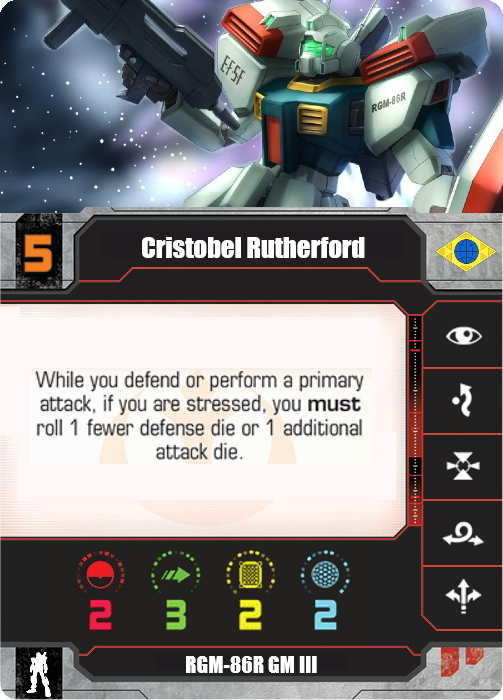 EFSF
RGM-86R
5
Cristobel Rutherford
While you defend or perform a primary
attack, if you are stressed, you must
roll 1 fewer defense die or 1 additional
attack die.
2 3 2 2
RGM-86R GM III